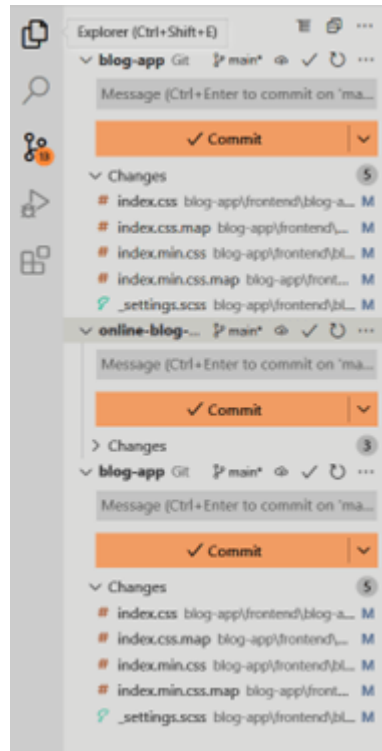 Explorer (Ctrl+Shift+E)
blog-app Git main*
Message (Ctrl+Enter to commit on 'ma...
Commit
Changes 5
index.css blog-app\frontend\blog-a... M
index.css.map blog-app\frontend\... M
index.min.css blog-app\frontend\bl... M
index.min.css.map blog-app\front... M
_settings.scss blog-app\frontend\bl... M
13
online-blog-... main*
Message (Ctrl+Enter to commit on 'ma...
Commit
Changes 3
blog-app Git main*
Message (Ctrl+Enter to commit on 'ma...
Commit
Changes 5
index.css blog-app\frontend\blog-a... M
index.css.map blog-app\frontend\... M
index.min.css blog-app\frontend\bl... M
index.min.css.map blog-app\front... M
_settings.scss blog-app\frontend\bl... M